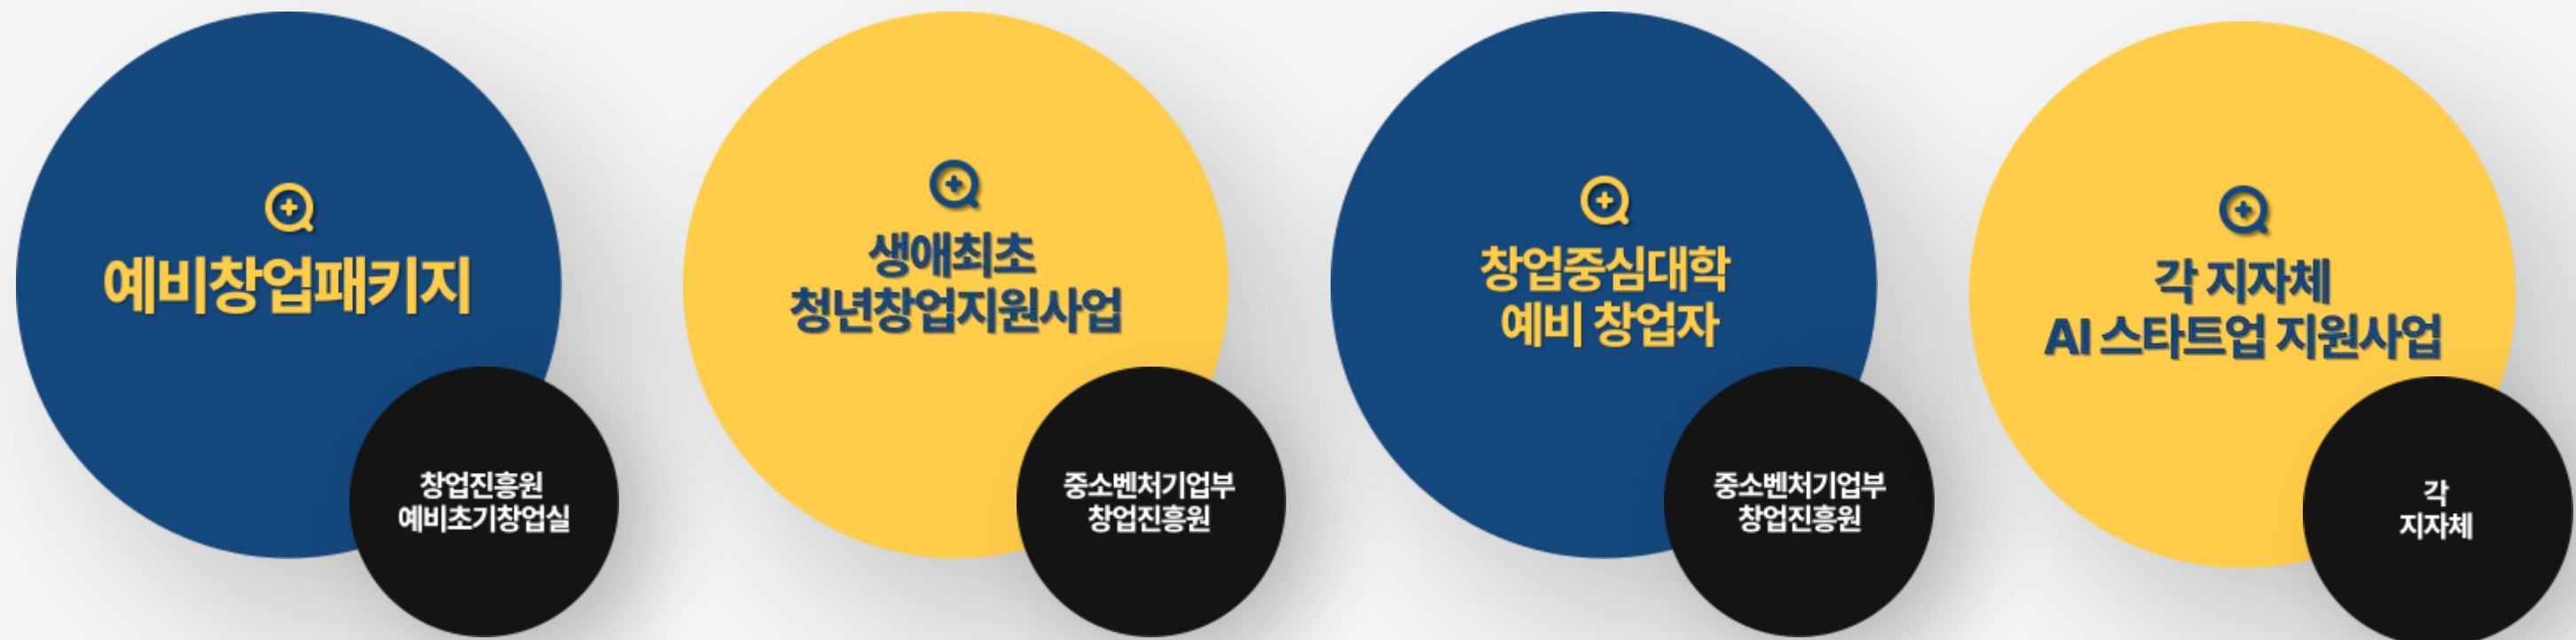 예비창업패키지
창업진흥원
예비초기창업실
생애최초
청년창업지원사업
중소벤처기업부
창업진흥원
창업중심대학
예비 창업자
중소벤처기업부
창업진흥원
각 지자체
AI 스타트업 지원사업
각
지자체